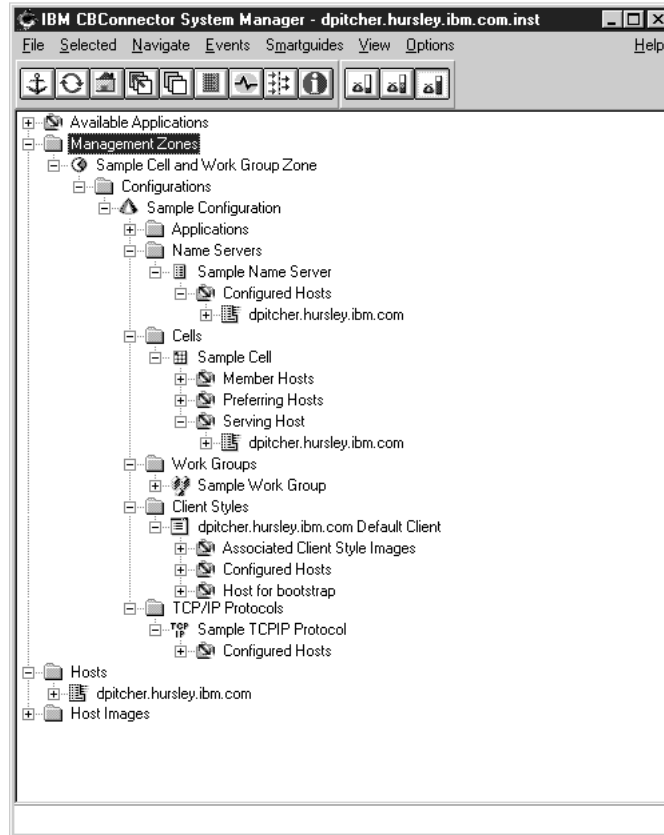 IBM CBConnector System Manager - dpitcher.hursley.ibm.com.inst
File Selected Navigate Events Smartguides View Options Help
Available Applications
Management Zones
Sample Cell and Work Group Zone
Configurations
Sample Configuration
Applications
Name Servers
Sample Name Server
Configured Hosts
dpitcher.hursley.ibm.com
Cells
Sample Cell
Member Hosts
Preferring Hosts
Serving Host
dpitcher.hursley.ibm.com
Work Groups
Sample Work Group
Client Styles
dpitcher.hursley.ibm.com Default Client
Associated Client Style Images
Configured Hosts
Host for bootstrap
TCP/IP Protocols
TCP IP Sample TCPIP Protocol
Configured Hosts
Hosts
dpitcher.hursley.ibm.com
Host Images